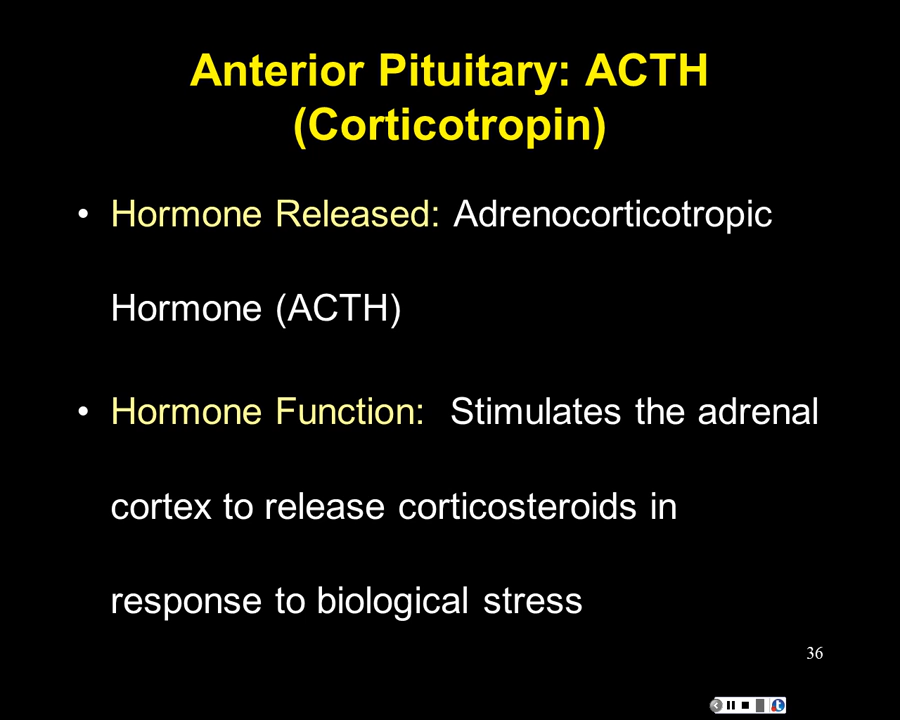 Anterior Pituitary: ACTH
(Corticotropin)
• Hormone Released: Adrenocorticotropic
Hormone (ACTH)
• Hormone Function:  Stimulates the adrenal
cortex to release corticosteroids in
response to biological stress
36